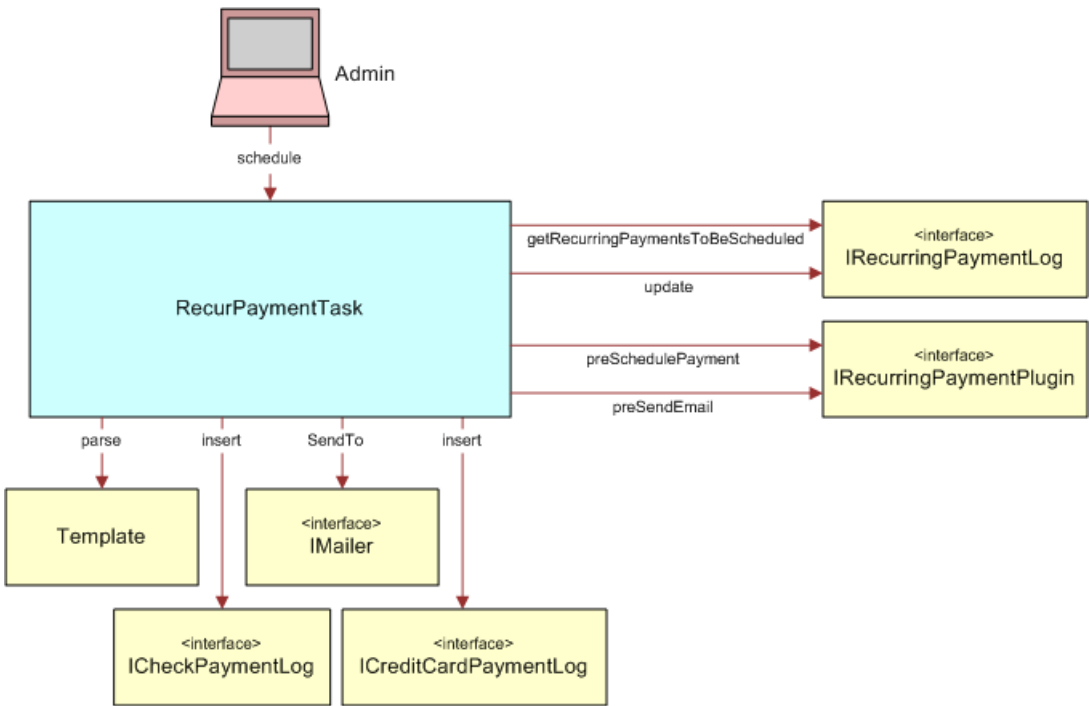 Admin
schedule
RecurPaymentTask
getRecurringPaymentsToBeScheduled
update
<interface>
IRecurringPaymentLog
preSchedulePayment
preSendEmail
<interface>
IRecurringPaymentPlugin
parse
insert
SendTo
insert
Template
<interface>
IMailer
<interface>
ICheckPaymentLog
<interface>
ICreditCardPaymentLog